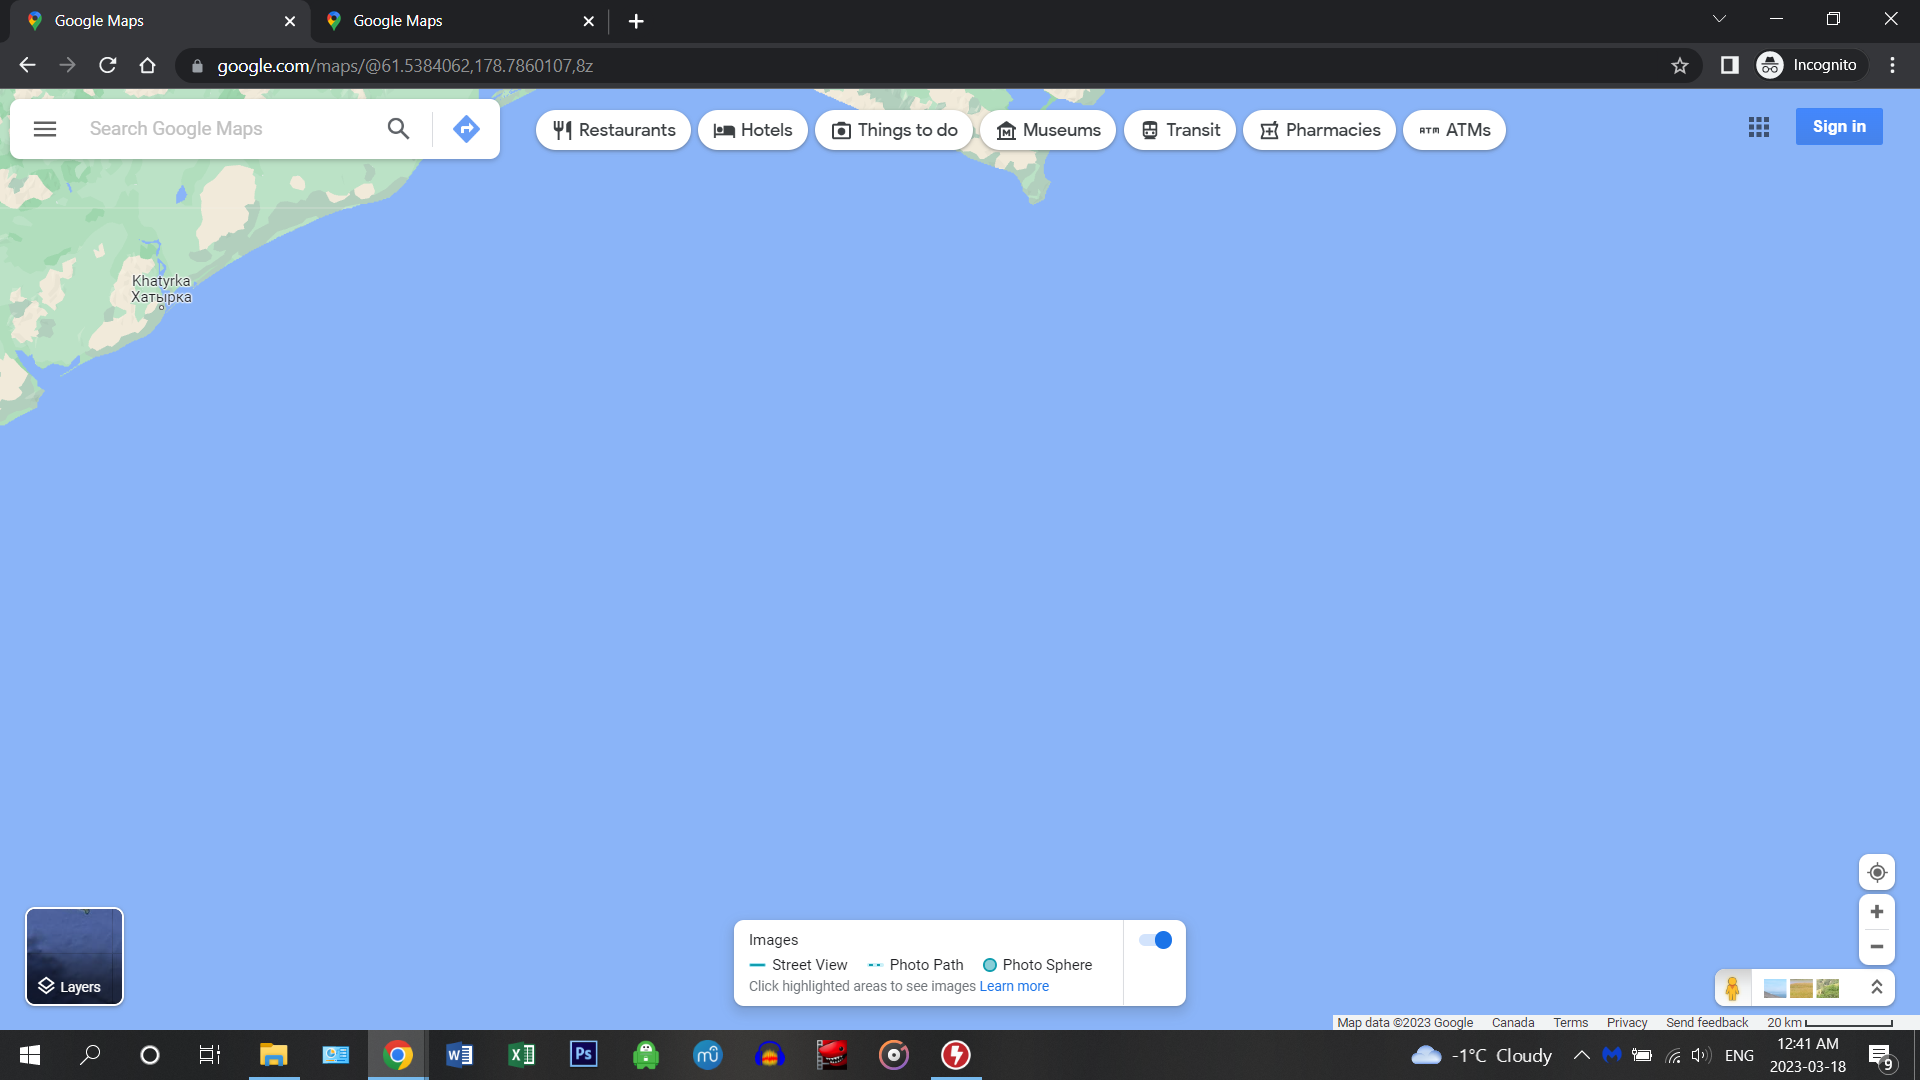 Google Maps
Google Maps
google.com/maps/@61.5384062,178.7860107,8z
Incognito
Search Google Maps
Restaurants
Hotels
Things to do
Museums
Transit
Pharmacies
ATM ATMs
Sign in
Khatyrka
Хатырка
Layers
Images
Street View
Photo Path
Photo Sphere
Click highlighted areas to see images Learn more
Map data ©2023 Google
Canada
Terms
Privacy
Send feedback
20 km
W
X
Ps
mu
-1°C Cloudy
ENG
12:41 AM
2023-03-18
9